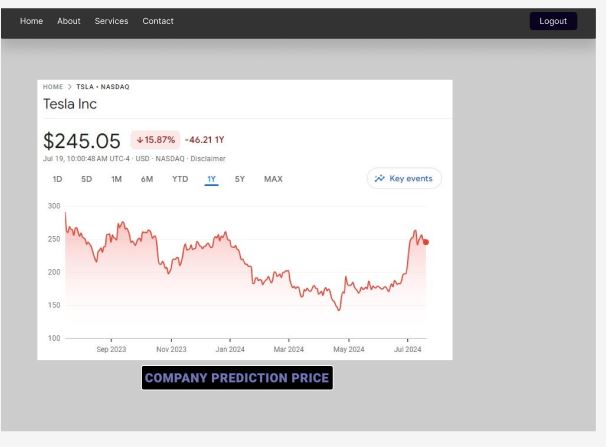 Home About Services Contact Logout
HOME > TSLA • NASDAQ
Tesla Inc
$245.05 ↓15.87% -46.21 1Y
Jul 19, 10:00:48 AM UTC-4 · USD · NASDAQ · Disclaimer
1D 5D 1M 6M YTD 1Y 5Y MAX Key events
300
250
200
150
100
Sep 2023 Nov 2023 Jan 2024 Mar 2024 May 2024 Jul 2024
COMPANY PREDICTION PRICE